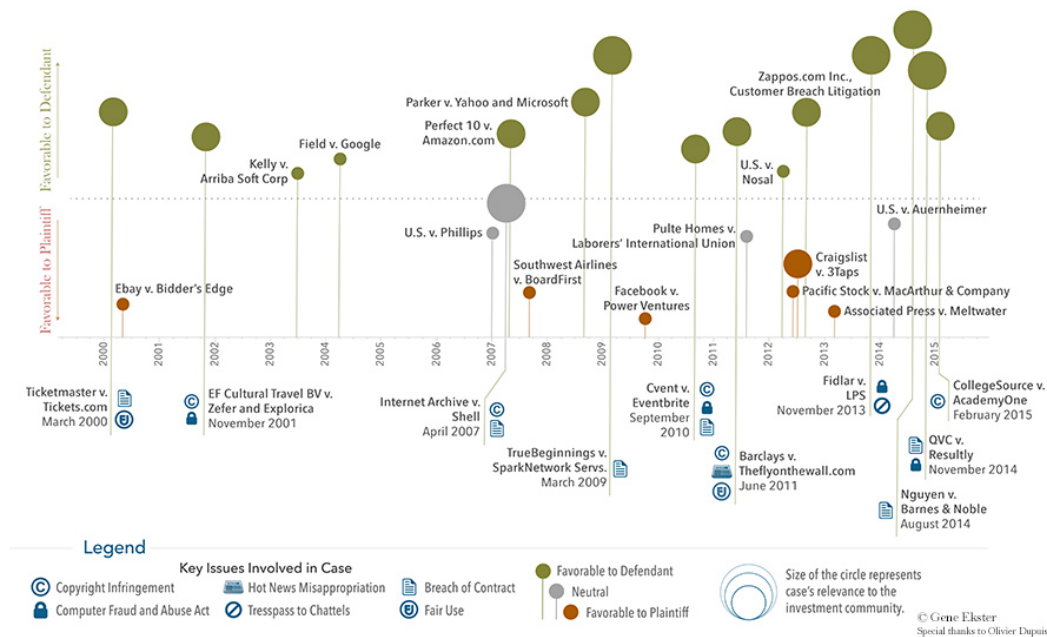 Favorable to Defendant
Favorable to Plaintiff
Zappos.com Inc.,
Customer Breach Litigation
Parker v. Yahoo and Microsoft
Perfect 10 v.
Amazon.com
Field v. Google
Kelly v.
Arriba Soft Corp
U.S. v.
Nosal
U.S. v. Auernheimer
U.S. v. Phillips
Pulte Homes v.
Laborers' International Union
Craigslist
v. 3Taps
Southwest Airlines
v. BoardFirst
Ebay v. Bidder's Edge
Facebook v.
Power Ventures
Pacific Stock v. MacArthur & Company
Associated Press v. Meltwater
2000
2001
2002
2003
2004
2005
2007
2008
2009
2010
2011
2012
2013
2014
2015
Ticketmaster v.
Tickets.com
March 2000
EF Cultural Travel BV v.
Zefer and Explorica
November 2001
Internet Archive v.
Shell
April 2007
TrueBeginnings v.
SparkNetwork Servs.
March 2009
Cvent v.
Eventbrite
September
2010
Barclays v.
Theflyonthewall.com
June 2011
Fidlar v.
LPS
November 2013
CollegeSource v.
AcademyOne
February 2015
QVC v.
Resultly
November 2014
Nguyen v.
Barnes & Noble
August 2014
Legend
Key Issues Involved in Case
Copyright Infringement
Hot News Misappropriation
Breach of Contract
Computer Fraud and Abuse Act
Tresspass to Chattels
Fair Use
Favorable to Defendant
Neutral
Favorable to Plaintiff
Size of the circle represents
case's relevance to the
investment community.
© Gene Ekster
Special thanks to Olivier Dapuis